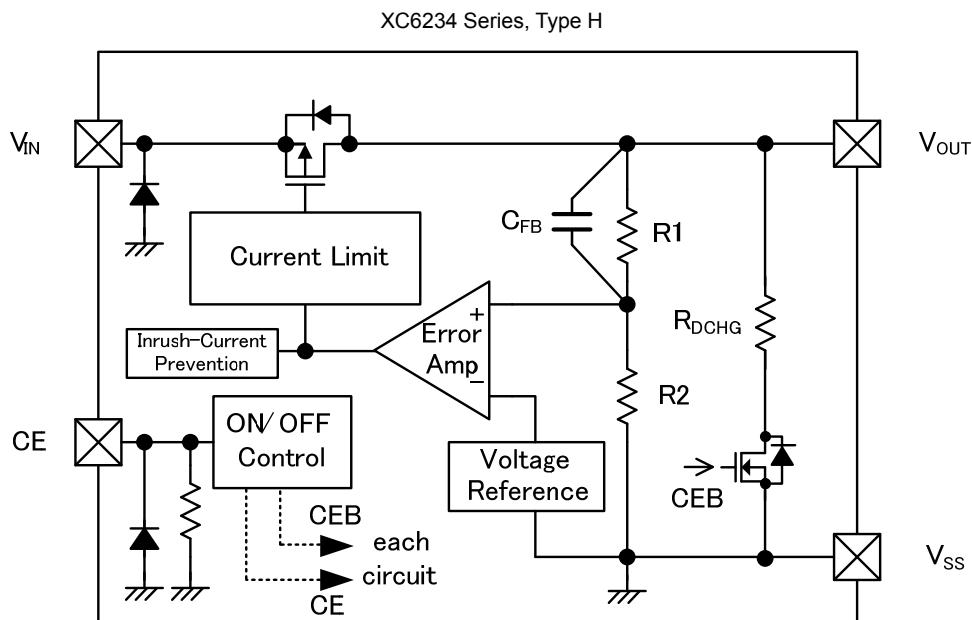 XC6234 Series, Type H
VIN
VOUT
CFB
R1
Current Limit
RDCHG
+
Error
Amp
-
Inrush-Current
Prevention
R2
CE
ON/OFF
Control
Voltage
Reference
CEB
CEB
each
circuit
CE
VSS